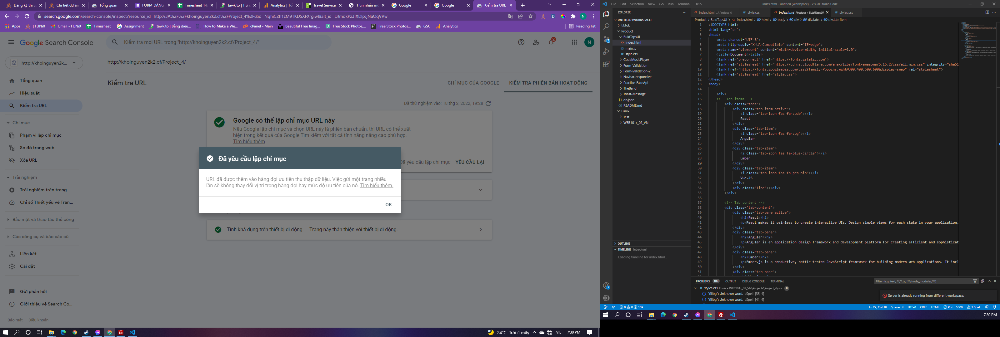 Đăng ký thi cu
Chi tiết dự án
Tổng quan
FORM ĐĂNG
Timesheet 14
tawk.to | Trò c
Analytics | Tổ
Travel Service
1 tin nhắn mớ
Google
Google
Kiểm tra URL
search.google.com/search-console/inspect?resource_id=http%3A%2F%2Fkhoinguyen2k2.cf%2FProject_4%2F&id=NqhiC2h1zM9TKDSXFXrgiw&alt_id=DJmdkPz3IXDIpJjNaOqVVw
Apps
| FUNiX
Gmail - FUNiX
Timesheet
Assignment
tawk.to | Bảng điều...
How to Make a We...
cPanel - Main
Beautiful Free Imag...
Free Stock Photos,...
Free Stock Photos...
GSC
Analytics
Reading list
Google Search Console
Kiểm tra mọi URL trong "http://khoinguyen2k2.cf/Project_4/"
2
N
http://khoinguyen2k...
http://khoinguyen2k2.cf/Project_4/
Tổng quan
Hiệu suất
Kiểm tra URL
Chỉ mục
Phạm vi lập chỉ mục
Sơ đồ trang web
Xóa URL
Trải nghiệm
Trải nghiệm trên trang
Chỉ số Thiết yếu về Tran...
Bảo mật và thao tác thủ công
Các công cụ và báo cáo cũ
Liên kết
Cài đặt
Gửi phản hồi
Giới thiệu về Search Co...
Bảo mật Điều khoản
Kiểm tra URL
CHỈ MỤC CỦA GOOGLE
KIỂM TRA PHIÊN BẢN HOẠT ĐỘNG
Đã thử nghiệm vào: 18 thg 2, 2022, 19:28
Google có thể lập chỉ mục URL này
Nếu Google lập chỉ mục và chọn URL này là phiên bản chuẩn, thì URL có thể xuất
hiện trong kết quả của Google Tìm kiếm với tất cả tính năng nâng cao phù hợp.
Tìm hiểu thêm
Đã yêu cầu lập chỉ mục YÊU CẦU LẠI
Đã yêu cầu lập chỉ mục
URL đã được thêm vào hàng đợi ưu tiên thu thập dữ liệu. Việc gửi một trang nhiều
lần sẽ không thay đổi vị trí trong hàng đợi hay mức độ ưu tiên của nó. Tìm hiểu thêm.
OK
Tính khả dụng trên thiết bị di động Trang này thân thiện với thiết bị di động.
24°C Trời ít mây VIE 7:30 PM
File Edit Selection View Go Run Terminal Help
index.html - Untitled (Workspace) - Visual Studio Code
EXPLORER
UNTITLED (WORKSPACE)
tiktok
Product
BuldTapsUI
index.html
main.js
style.css
CodeMusicPlayer
Form-Validation
Form-Validation-2
Navbar-responsive
Practice-FakeApi
TheBand
Toast-Message
db.json
README.md
Funix
Test
WEB101x_02_VN
OUTLINE
TIMELINE index.html
Loading timeline for index.html...
index.html ...\Project_4
style.css
index.html Product • BuldTapsUI
styles.css
Product > BuldTapsUI > index.html > html > body > div > div.tabs > div.tab-item
1 <!DOCTYPE html>
2 <html lang="en">
3 <head>
4 <meta charset="UTF-8">
5 <meta http-equiv="X-UA-Compatible" content="IE=edge">
6 <meta name="viewport" content="width=device-width, initial-scale=1.0">
7 <title>Document</title>
8 <link rel="preconnect" href="https://fonts.gstatic.com">
9 <link rel="stylesheet" href="https://cdnjs.cloudflare.com/ajax/libs/font-awesome/5.15.2/css/all.min.css" integrity="sha51
10 <link href="https://fonts.googleapis.com/css2?family=Poppins:wght@300;400;500;600&display=swap" rel="stylesheet">
11 <link rel="stylesheet" href="style.css">
12 </head>
13 <body>
14
15 <div>
16 <!-- Tab items -->
17 <div class="tabs">
18 <div class="tab-item active">
19 <i class="tab-icon fas fa-code"></i>
20 React
21 </div>
22 <div class="tab-item">
23 <i class="tab-icon fas fa-cog"></i>
24 Angular
25 </div>
26 <div class="tab-item">
27 <i class="tab-icon fas fa-plus-circle"></i>
28 Ember
29 </div>
30 <div class="tab-item">
31 <i class="tab-icon fas fa-pen-nib"></i>
32 Vue.JS
33 </div>
34 <div class="line"></div>
35 </div>
36
37 <!-- Tab content -->
38 <div class="tab-content">
39 <div class="tab-pane active">
40 <h2>React</h2>
41 <p>React makes it painless to create interactive UIs. Design simple views for each state in your application,
42 </div>
43 <div class="tab-pane">
44 <h2>Angular</h2>
45 <p>Angular is an application design framework and development platform for creating efficient and sophisticat
46 </div>
47 <div class="tab-pane">
48 <h2>Ember</h2>
49 <p>Ember.js is a productive, battle-tested JavaScript framework for building modern web applications. It incl
50 </div>
51 <div class="tab-pane">
PROBLEMS 109 OUTPUT DEBUG CONSOLE TERMINAL
Filter (e.g. text, **/*.ts, !**/node_modules/**)
styles.css Funix • WEB101x_02_VN\Projects\Project_4\css 8
"fillbg": Unknown word. cSpell [35, 4]
"fillbg": Unknown word. cSpell [41, 4]
Server is already running from different workspace.
0 0 109
Ln 29, Col 19 Spaces: 4 UTF-8 CRLF HTML Port : 5500 1 Spell
7:30 PM